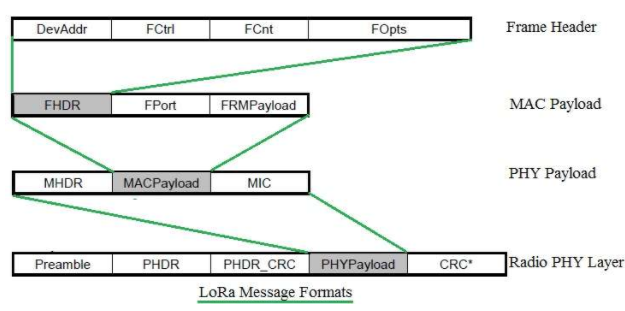 DevAddr FCtrl FCnt FOpts Frame Header
FHDR FPort FRMPayload MAC Payload
MHDR MACPayload MIC PHY Payload
Preamble PHDR PHDR_CRC PHYPayload CRC* Radio PHY Layer
LoRa Message Formats